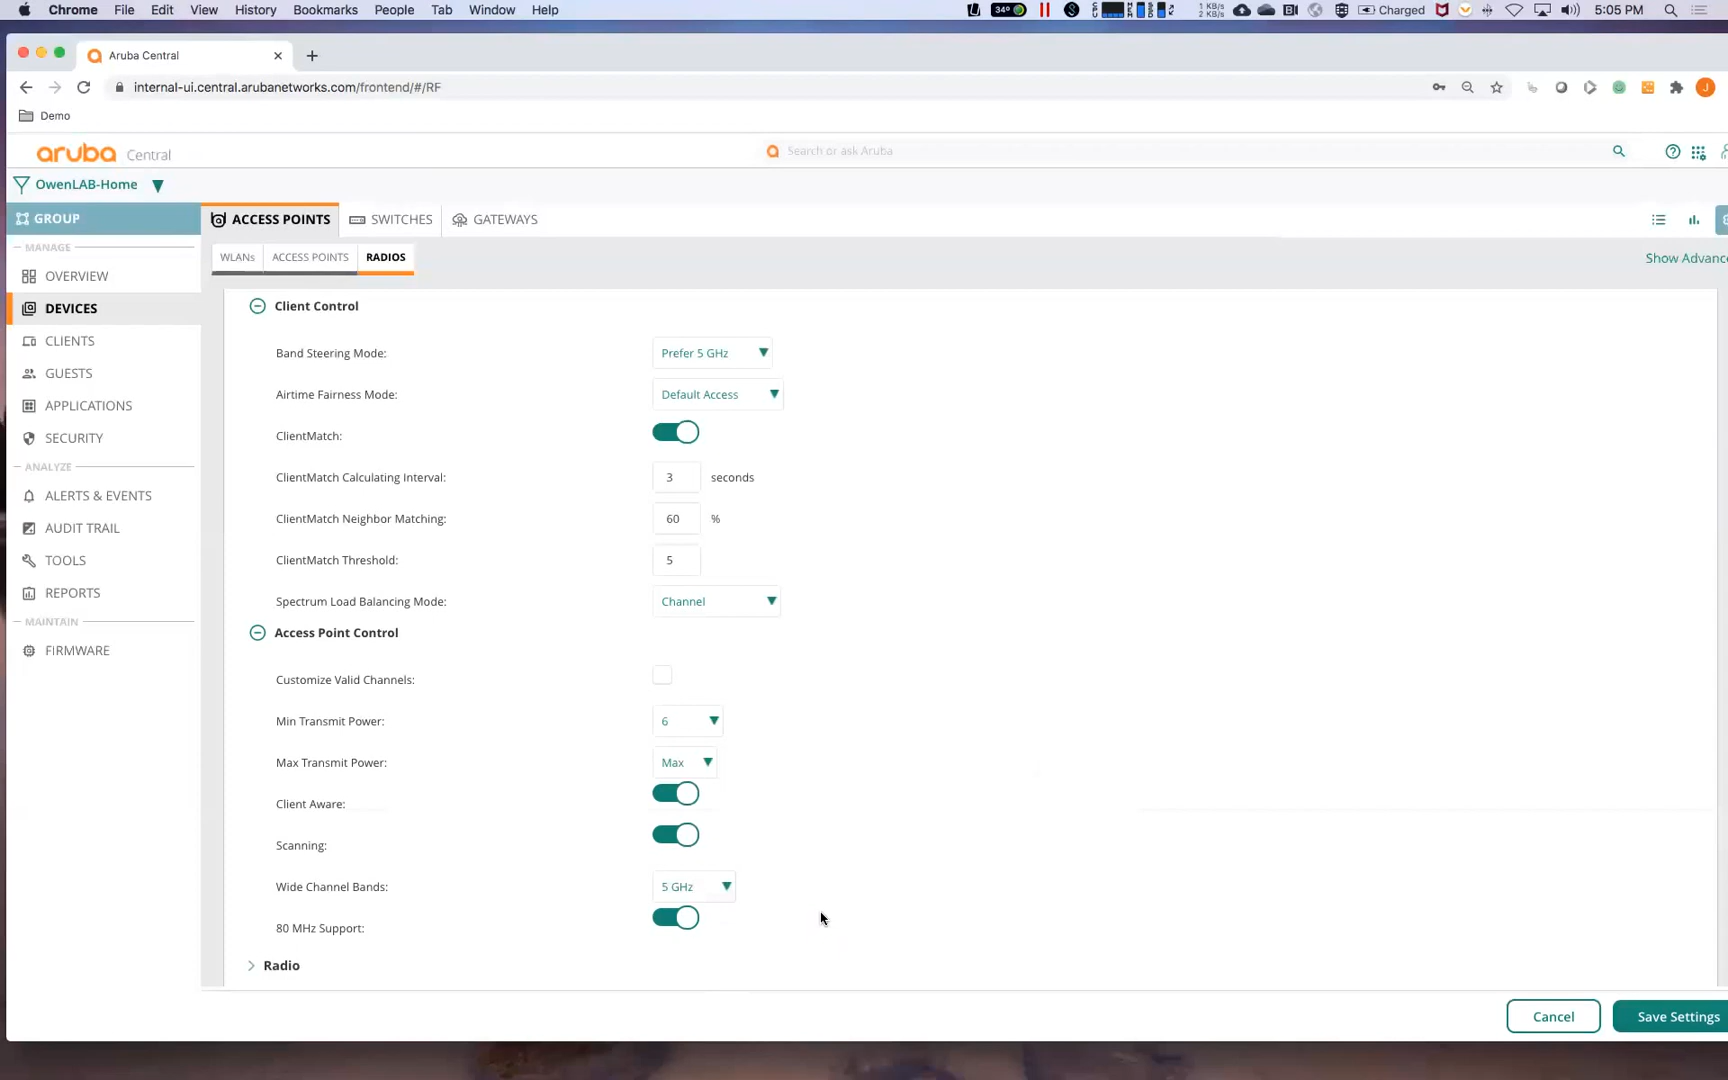 Chrome File Edit View History Bookmarks People Tab Window Help 34° 1 KB/s 2 KB/s Charged 5:05 PM
Aruba Central
internal-ui.central.arubanetworks.com/frontend/#/RF J
Demo
aruba Central Search or ask Aruba
OwenLAB-Home
GROUP ACCESS POINTS SWITCHES GATEWAYS
MANAGE
WLANs ACCESS POINTS RADIOS Show Advanc
OVERVIEW
DEVICES
CLIENTS
GUESTS
APPLICATIONS
SECURITY
ANALYZE
ALERTS & EVENTS
AUDIT TRAIL
TOOLS
REPORTS
MAINTAIN
FIRMWARE
Client Control
Band Steering Mode: Prefer 5 GHz
Airtime Fairness Mode: Default Access
ClientMatch:
ClientMatch Calculating Interval: 3 seconds
ClientMatch Neighbor Matching: 60 %
ClientMatch Threshold: 5
Spectrum Load Balancing Mode: Channel
Access Point Control
Customize Valid Channels:
Min Transmit Power: 6
Max Transmit Power: Max
Client Aware:
Scanning:
Wide Channel Bands: 5 GHz
80 MHz Support:
Radio
Cancel Save Settings